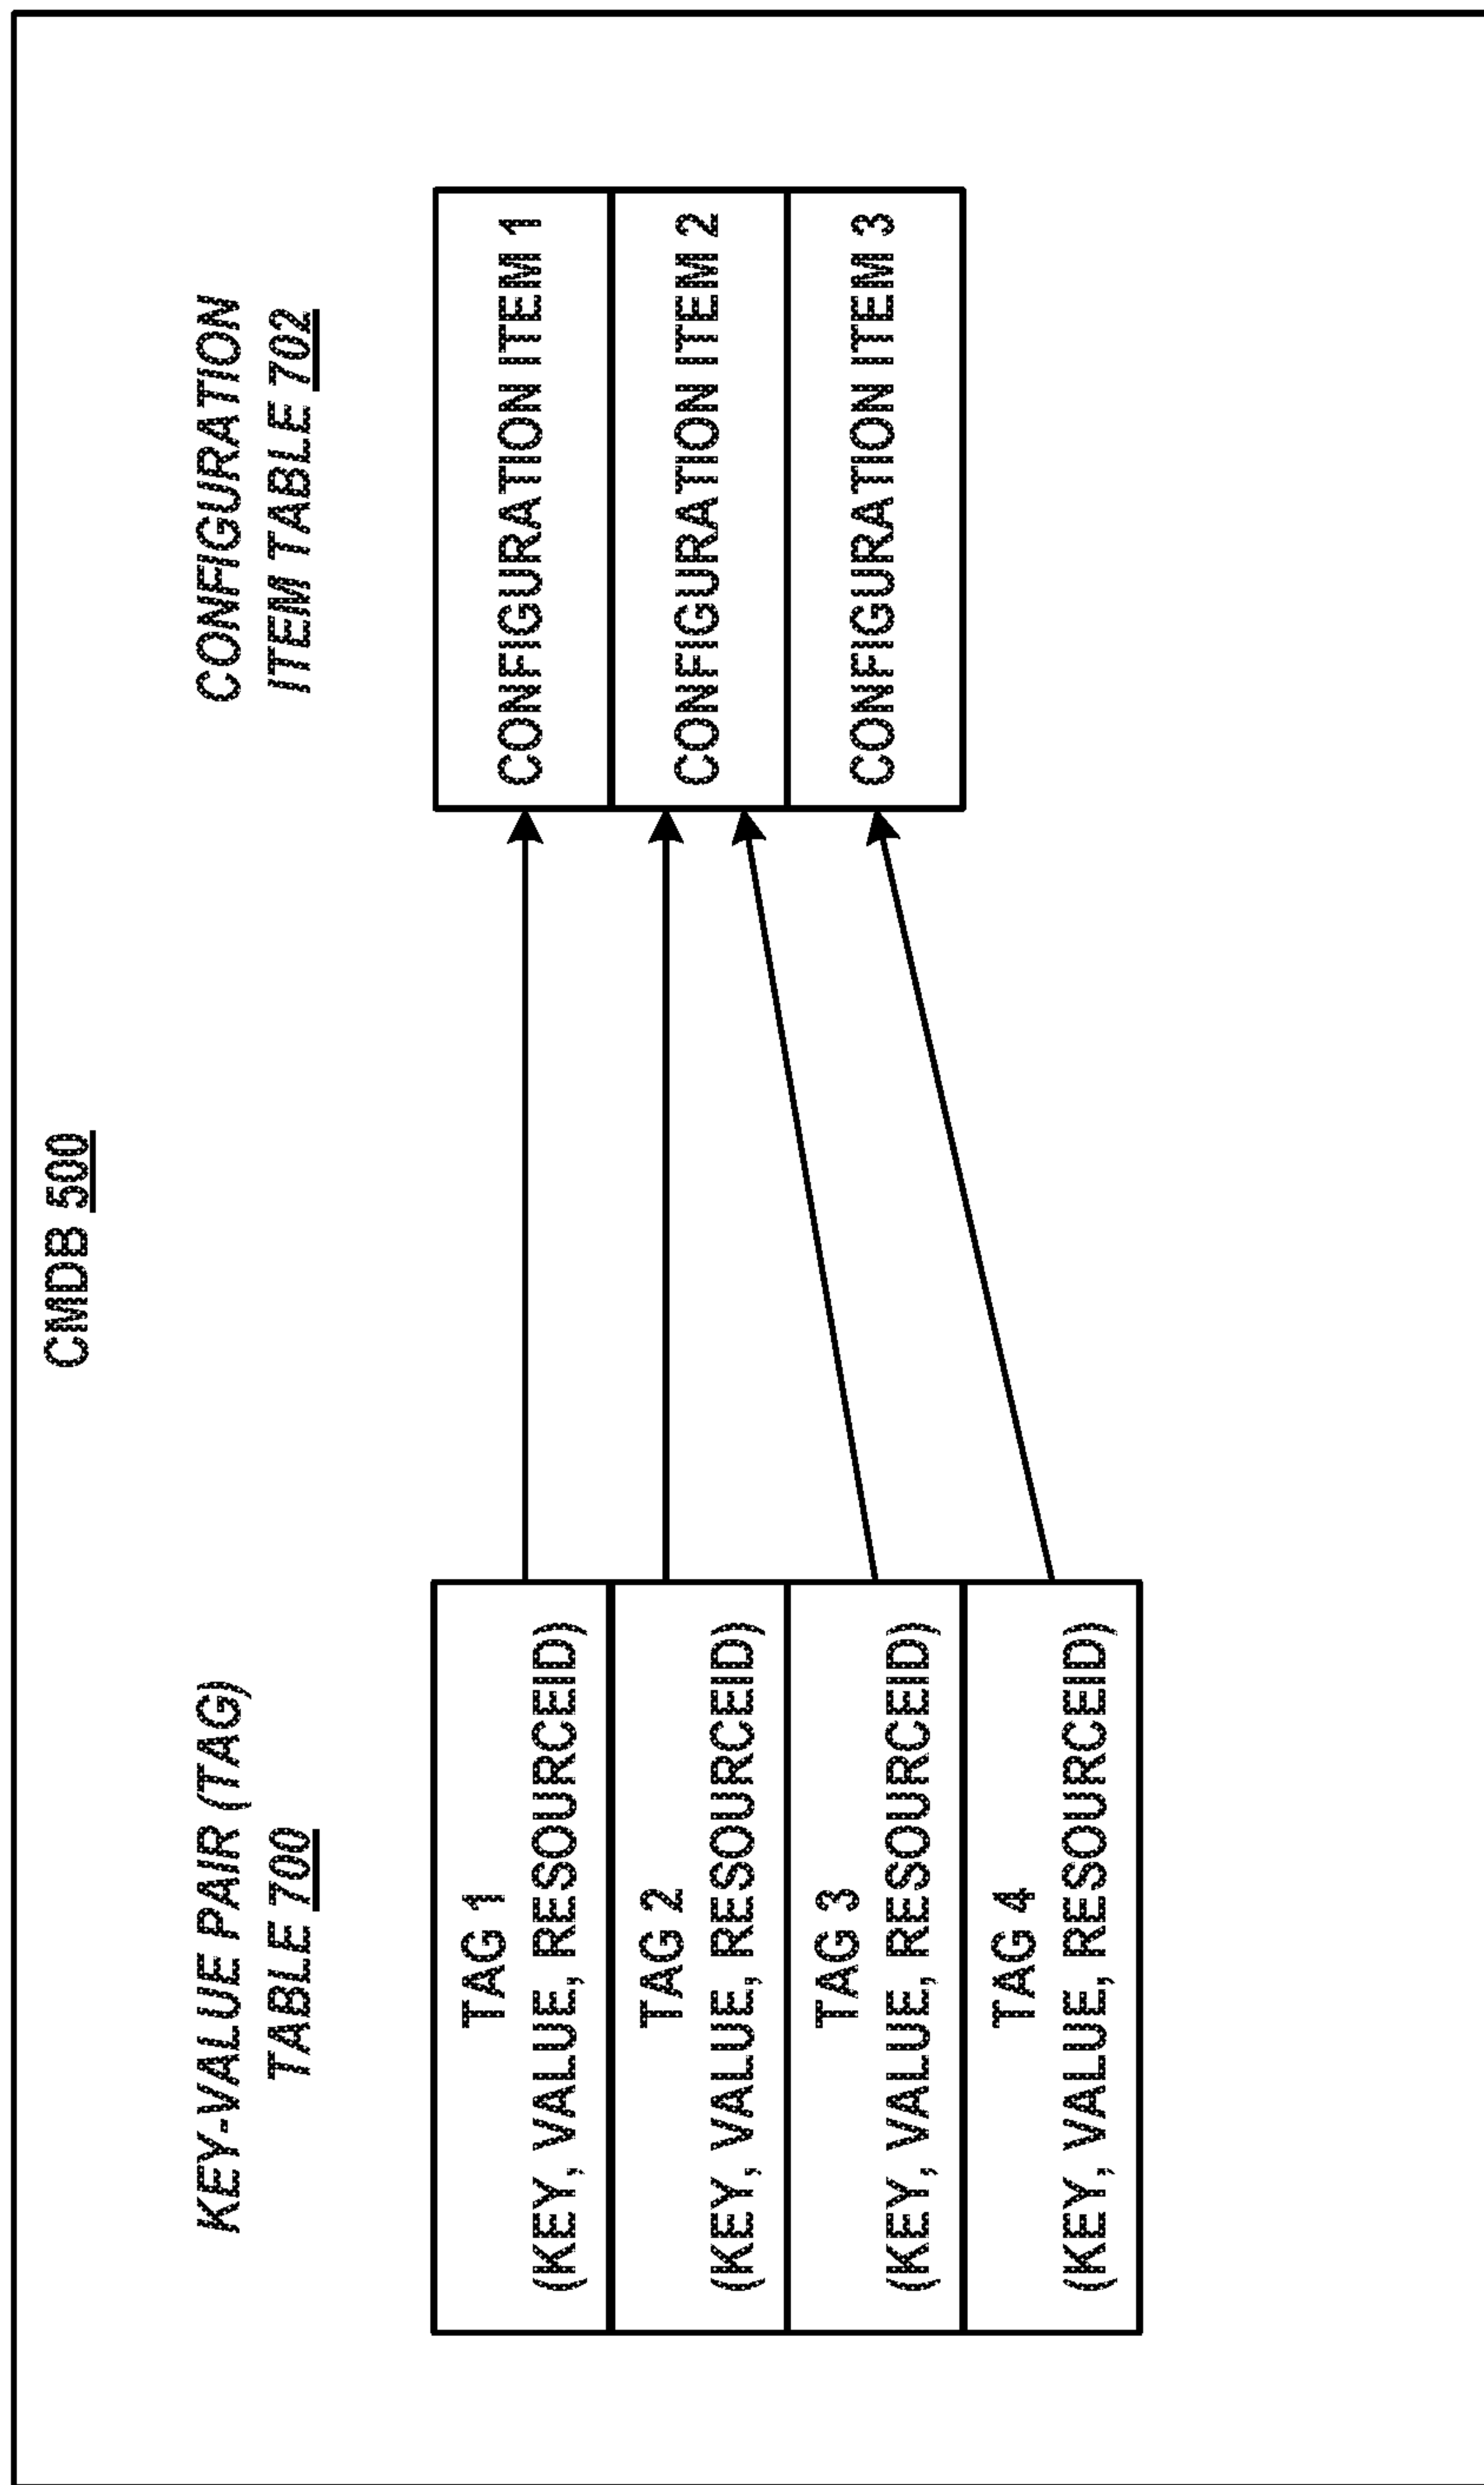 CMDB 500
KEY-VALUE PAIR (TAG)
TABLE 700
TAG 1
(KEY, VALUE, RESOURCEID)
TAG 2
(KEY, VALUE, RESOURCEID)
TAG 3
(KEY, VALUE, RESOURCEID)
TAG 4
(KEY, VALUE, RESOURCEID)
CONFIGURATION
ITEM TABLE 702
CONFIGURATION ITEM 1
CONFIGURATION ITEM 2
CONFIGURATION ITEM 3